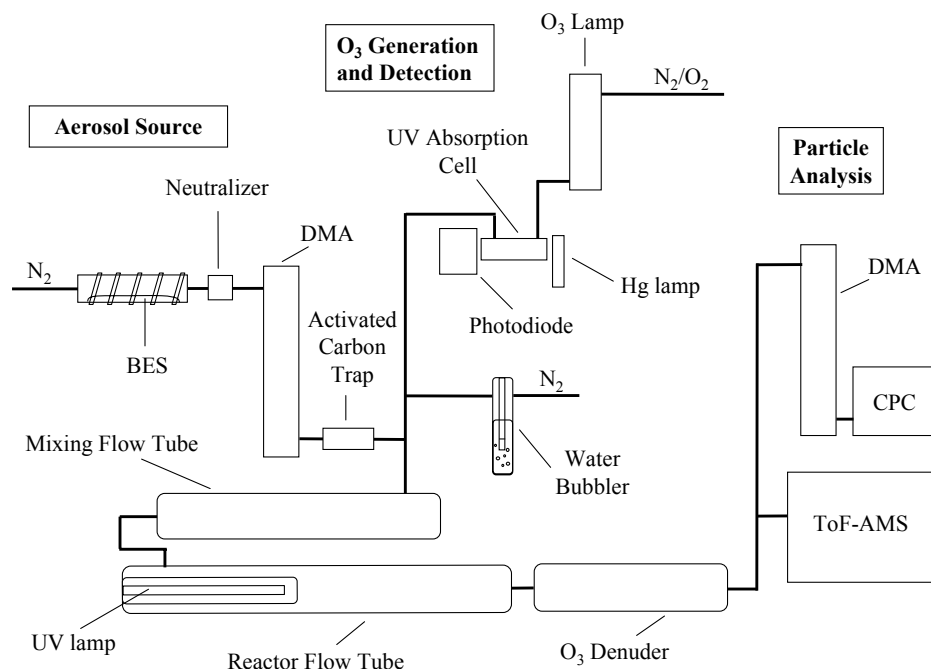 O₃ Lamp
O₃ Generation
and Detection
N₂/O₂
Aerosol Source
UV Absorption
Cell
Particle
Analysis
Neutralizer
DMA
N₂
DMA
Hg lamp
Photodiode
Activated
Carbon
Trap
BES
N₂
CPC
Mixing Flow Tube
Water
Bubbler
ToF-AMS
UV lamp
Reactor Flow Tube
O₃ Denuder